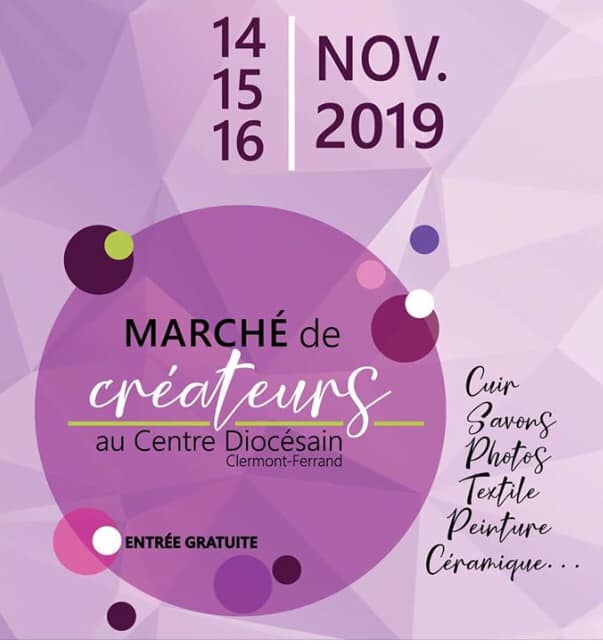 14
15
16
NOV.
2019
MARCHÉ de
créateurs
au Centre Diocésain
Clermont-Ferrand
ENTRÉE GRATUITE
Cuir
Savons
Photos
Textile
Peinture
Céramique...